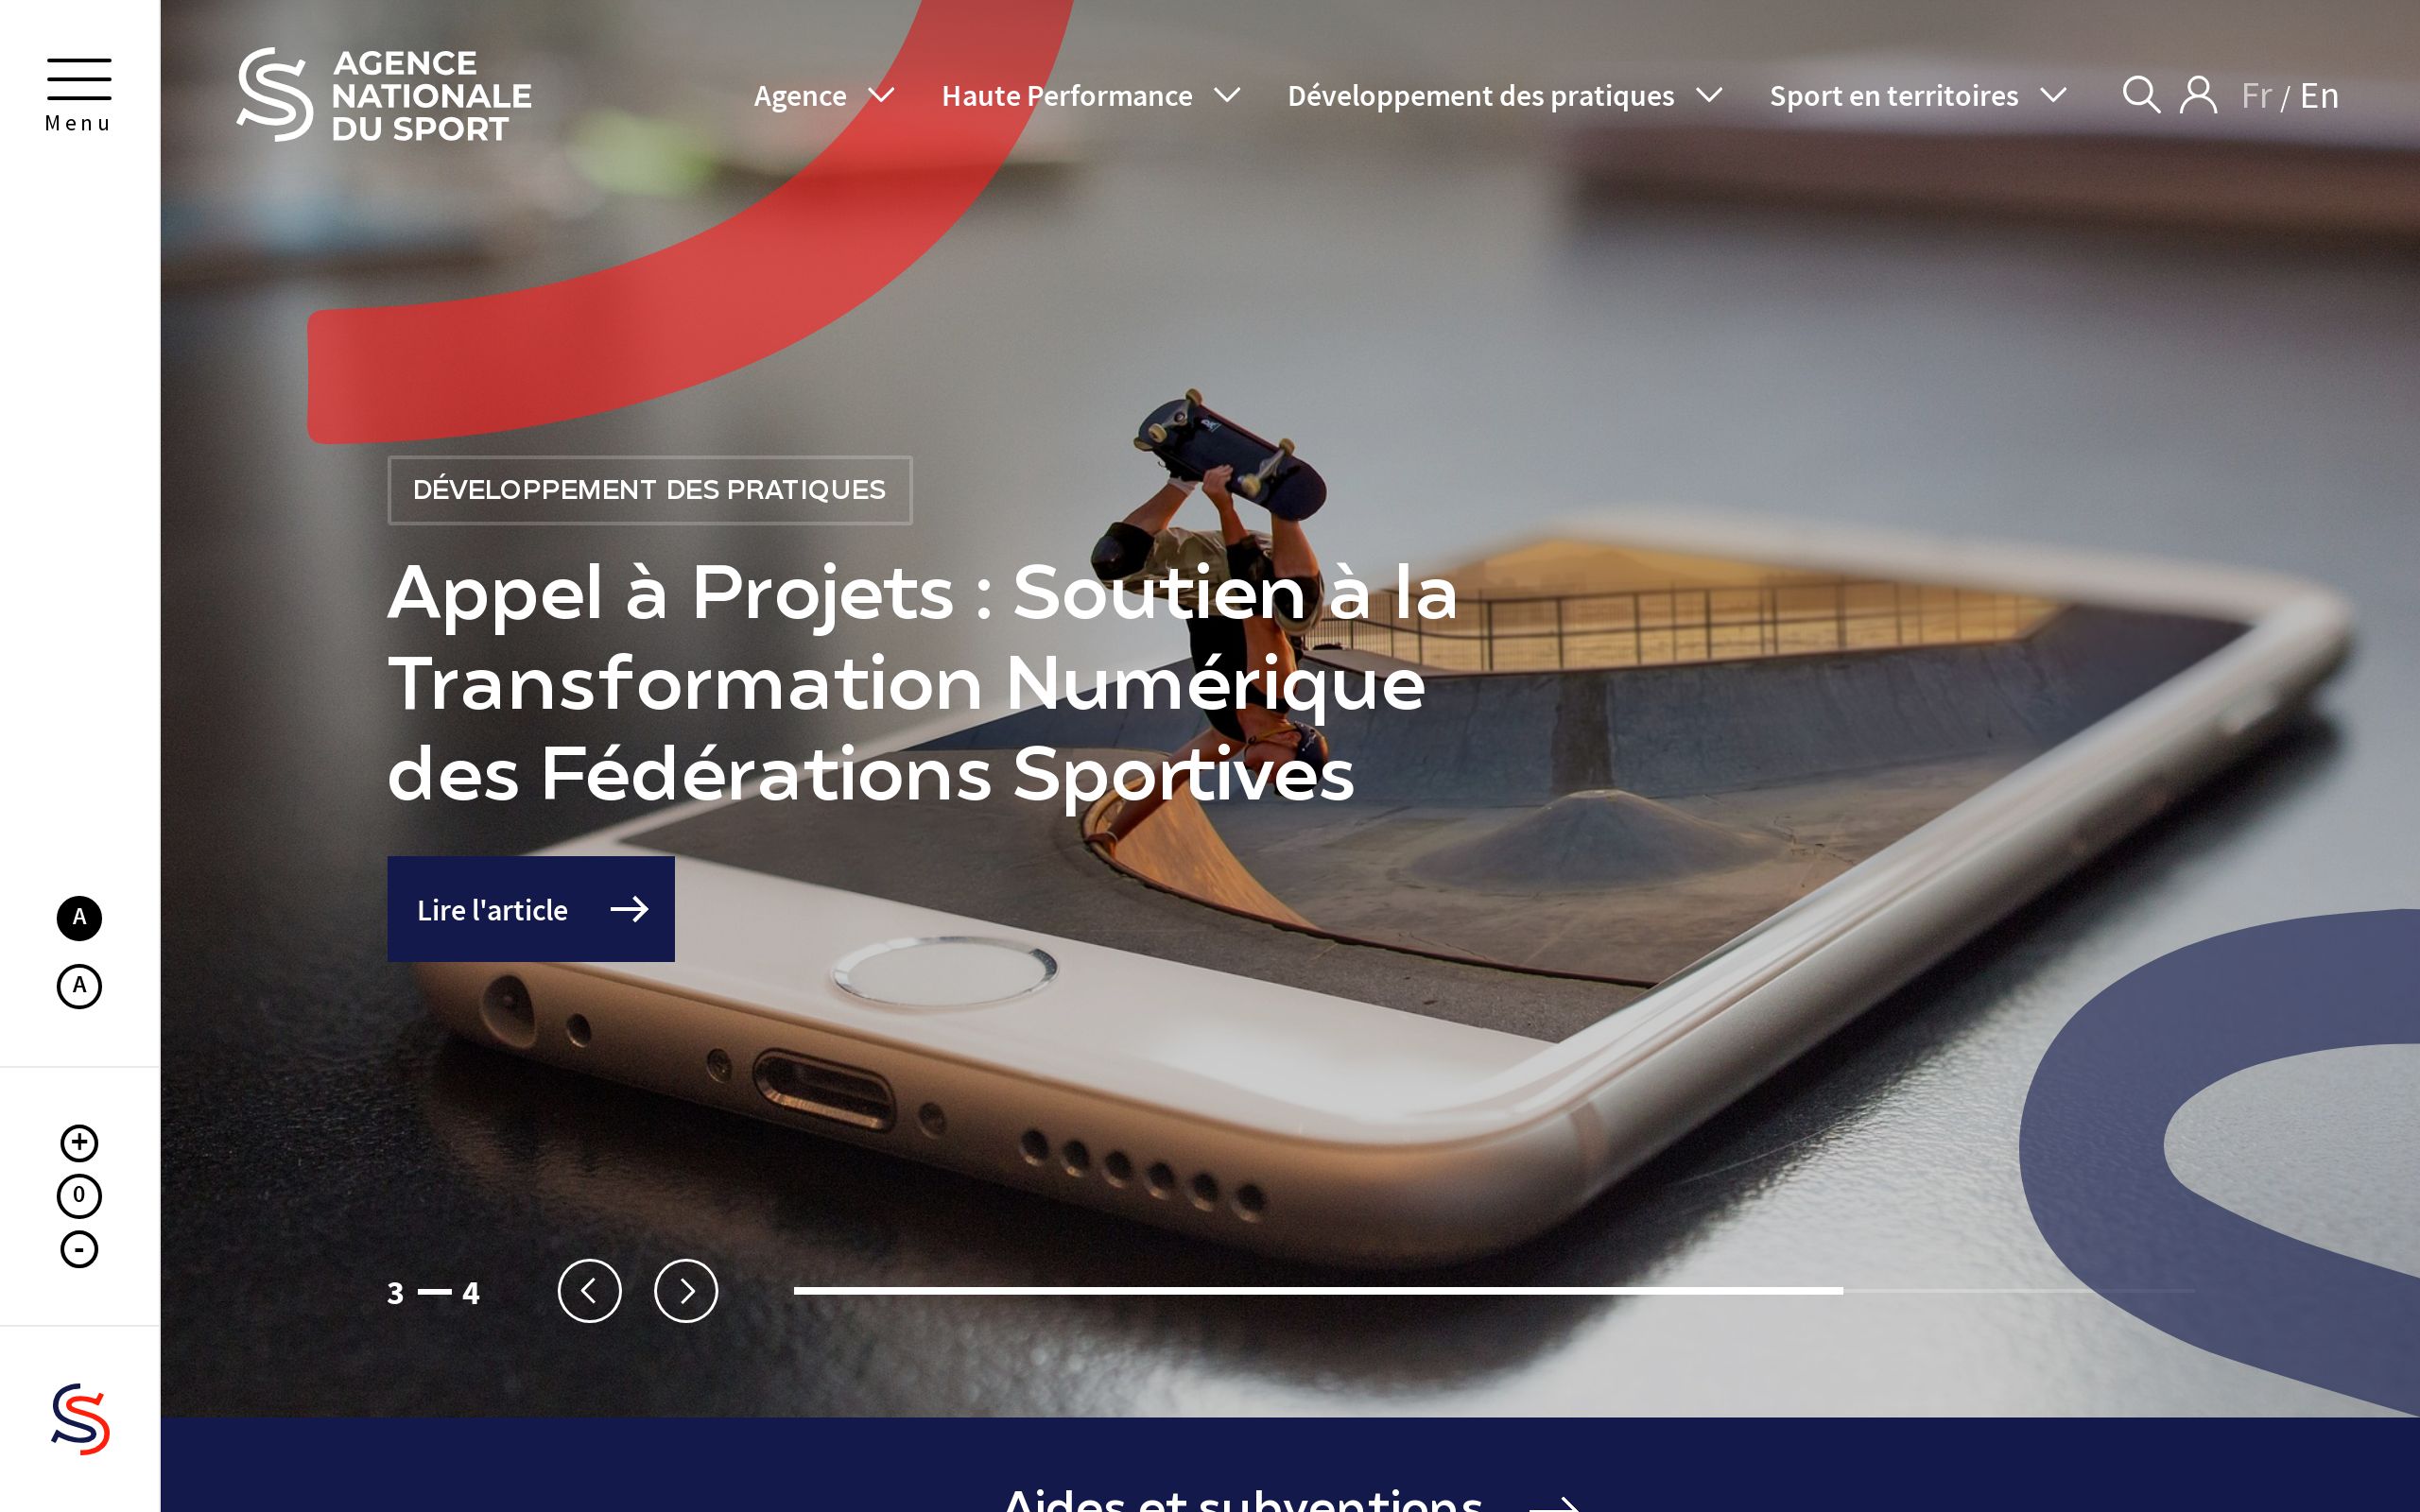 Menu
AGENCE
NATIONALE
DU SPORT
Agence
Haute Performance
Développement des pratiques
Sport en territoires
Fr / En
DÉVELOPPEMENT DES PRATIQUES
Appel à Projets : Soutien à la
Transformation Numérique
des Fédérations Sportives
Lire l'article
A
A
+
0
-
3 — 4
Aides et subventions